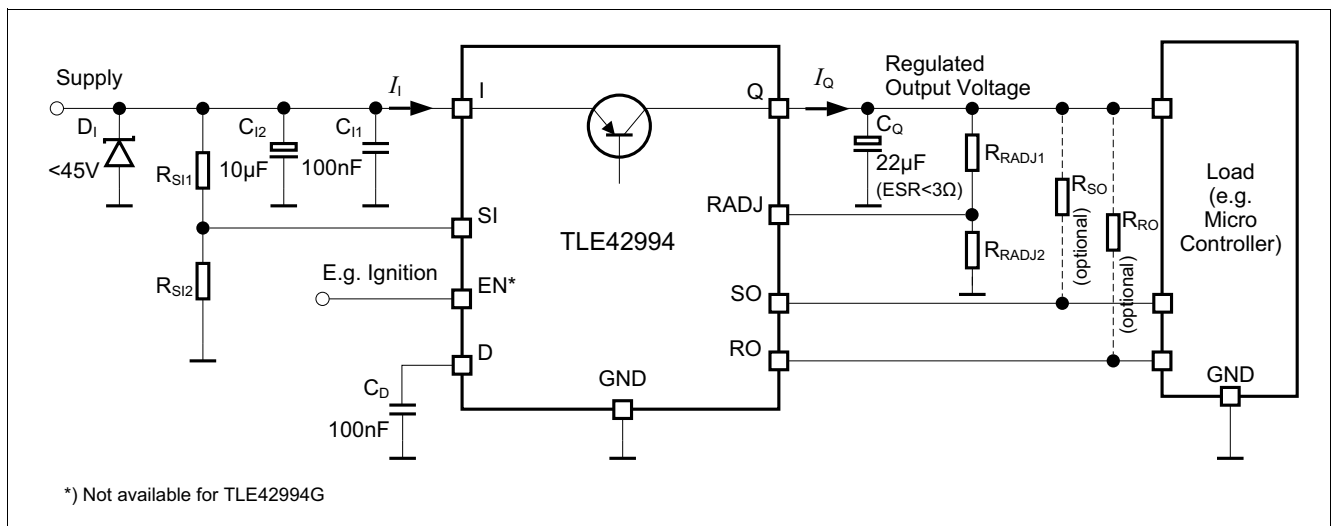 Supply
I_I
I
Q
I_Q
Regulated
Output Voltage
D_I
<45V
R_SI1
C_I2
10µF
C_I1
100nF
C_Q
22µF
(ESR<3Ω)
R_RADJ1
R_SO
(optional)
R_RO
(optional)
Load
(e.g.
Micro
Controller)
SI
RADJ
TLE42994
R_RADJ2
R_SI2
E.g. Ignition
EN*
SO
D
RO
C_D
100nF
GND
GND
*) Not available for TLE42994G